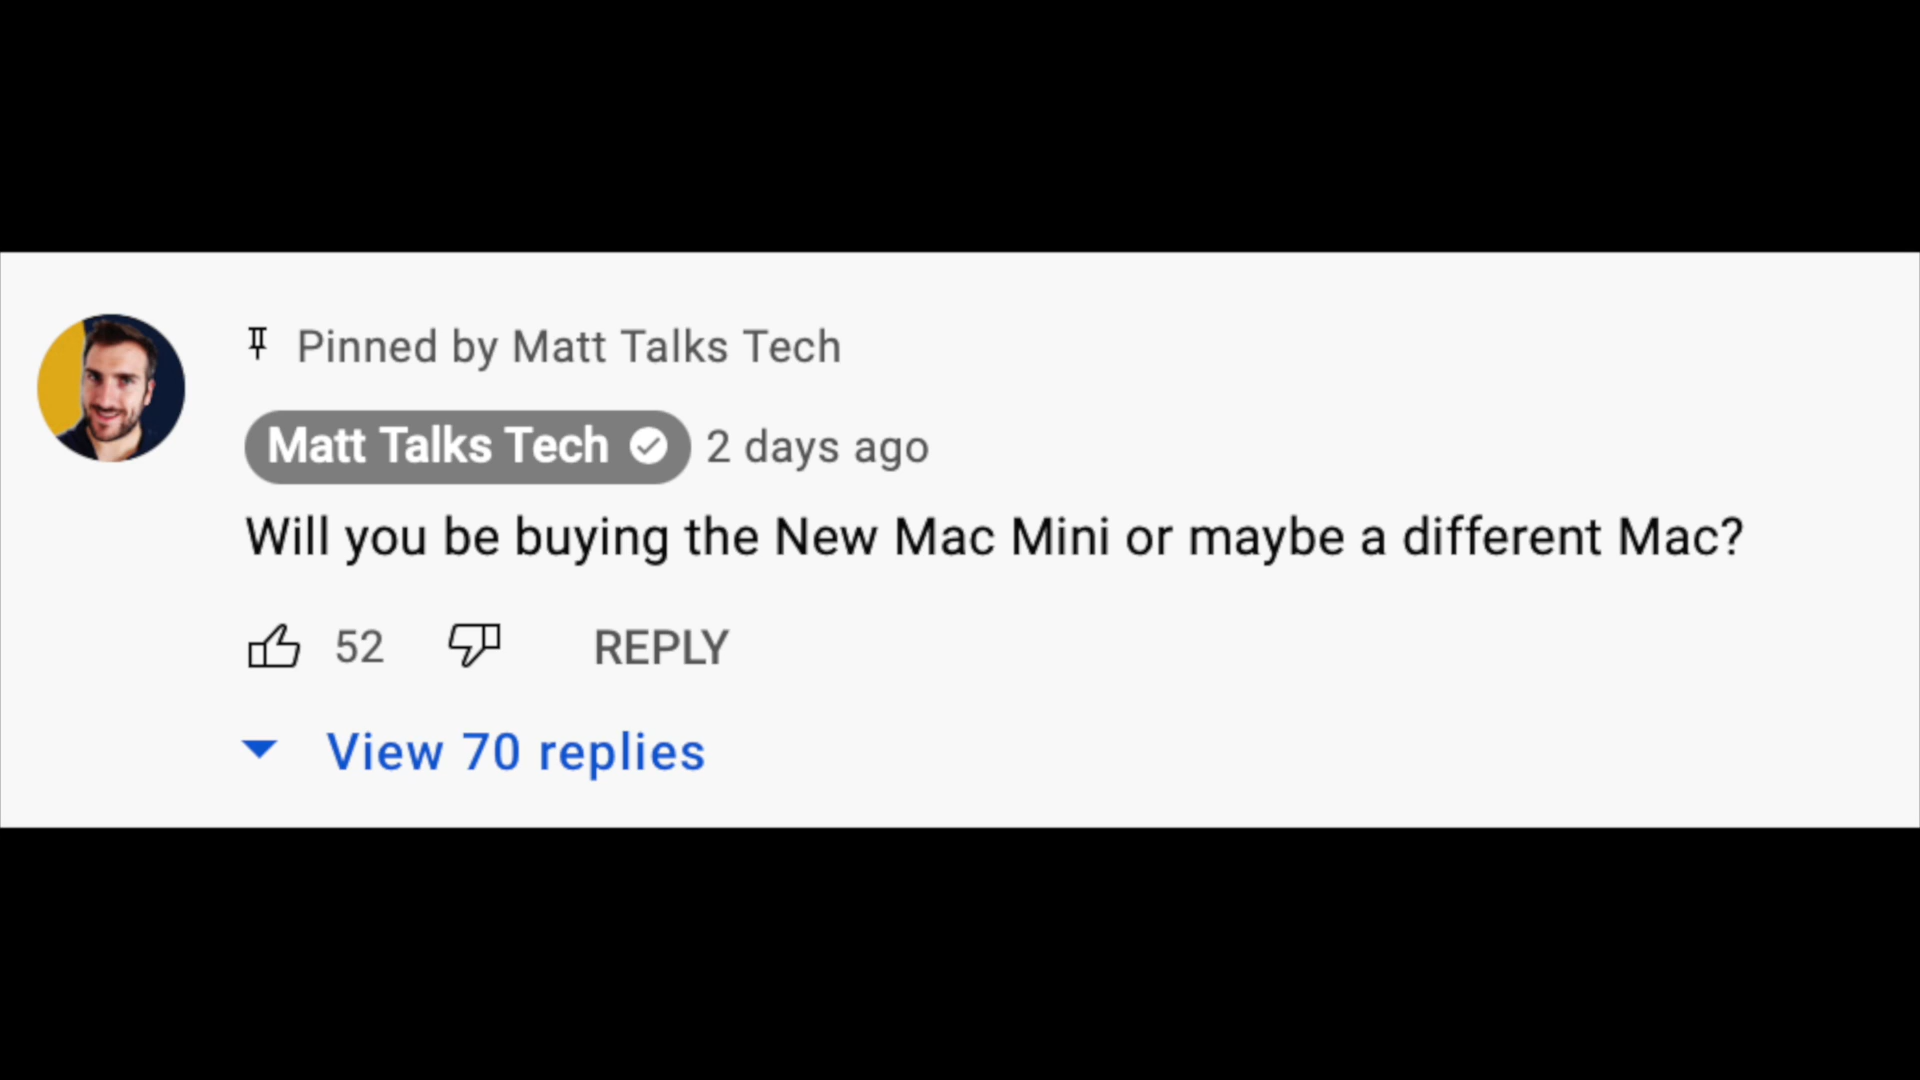 Pinned by Matt Talks Tech
Matt Talks Tech 2 days ago
Will you be buying the New Mac Mini or maybe a different Mac?
52 REPLY
View 70 replies